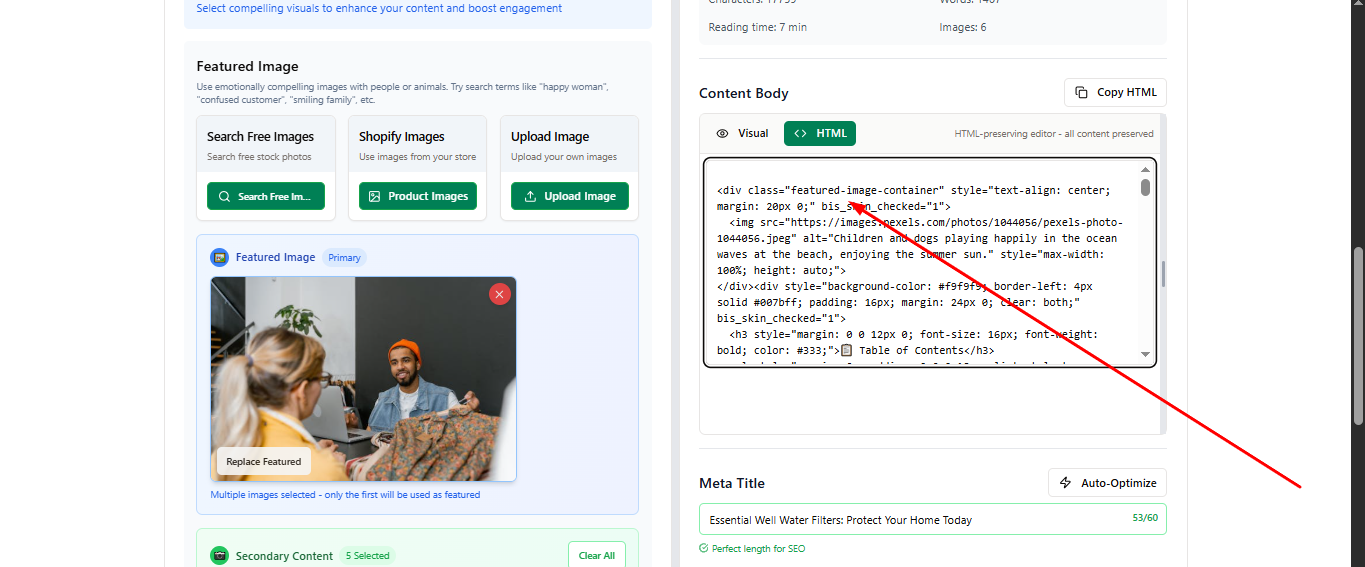 Select compelling visuals to enhance your content and boost engagement
Featured Image
Use emotionally compelling images with people or animals. Try search terms like "happy woman",
"confused customer", "smiling family", etc.
Search Free Images
Search free stock photos
Search Free Im...
Shopify Images
Use images from your store
Product Images
Upload Image
Upload your own images
Upload Image
Featured Image
Primary
Replace Featured
Multiple images selected - only the first will be used as featured
Secondary Content
5 Selected
Clear All
Reading time: 7 min
Images: 6
Content Body
Copy HTML
Visual
<> HTML
HTML-preserving editor - all content preserved
<div class="featured-image-container" style="text-align: center;
margin: 20px 0;" bis_skin_checked="1">
<img src="https://images.pexels.com/photos/1044056/pexels-photo-
1044056.jpeg" alt="Children and dogs playing happily in the ocean
waves at the beach, enjoying the summer sun." style="max-width:
100%; height: auto;">
</div><div style="background-color: #f9f9f9; border-left: 4px
solid #007bff; padding: 16px; margin: 24px 0; clear: both;"
bis_skin_checked="1">
<h3 style="margin: 0 0 12px 0; font-size: 16px; font-weight:
bold; color: #333;">📋 Table of Contents</h3>
Meta Title
Auto-Optimize
Essential Well Water Filters: Protect Your Home Today
53/60
Perfect length for SEO